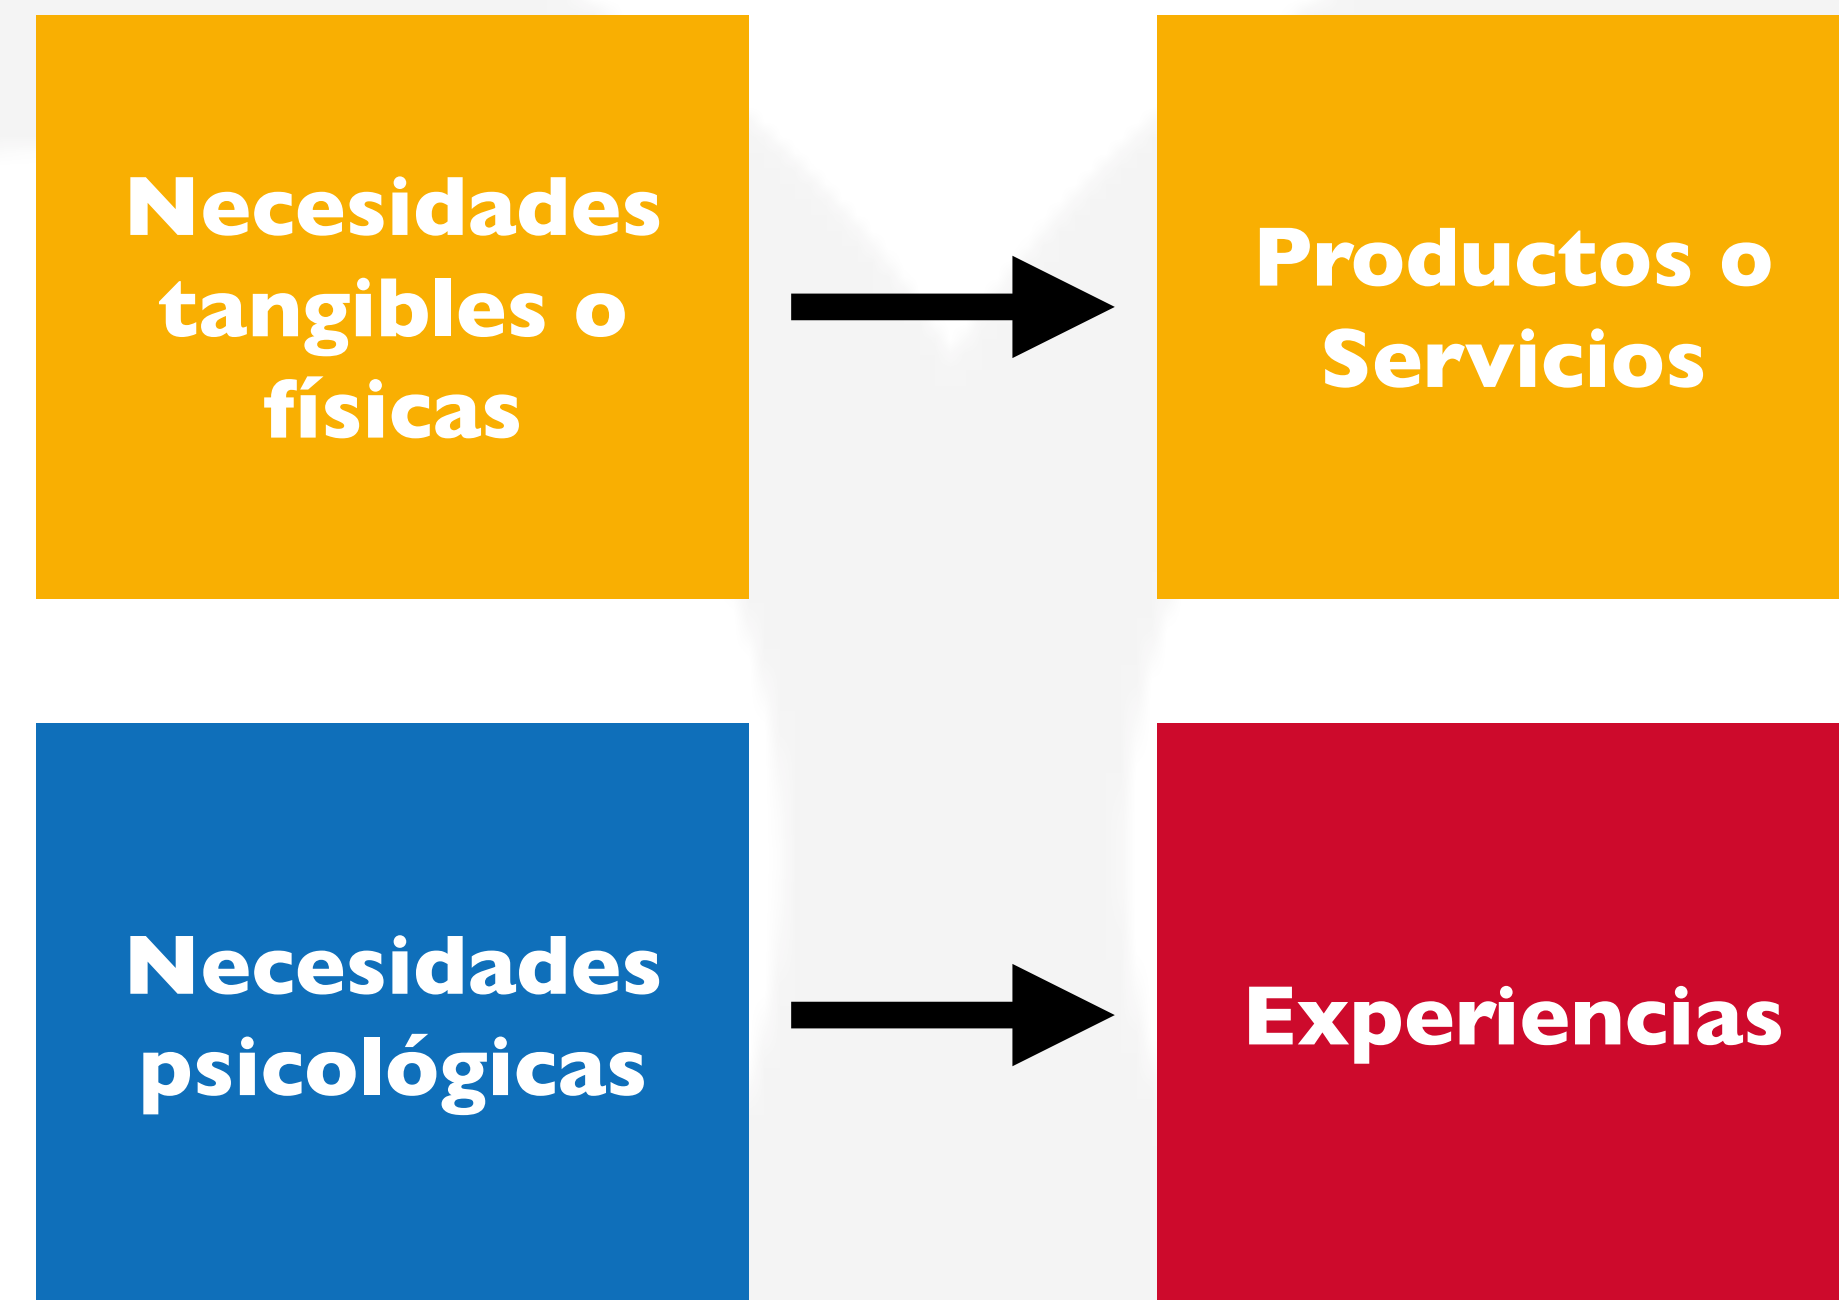 Necesidades
tangibles o
físicas
Productos o
Servicios
Necesidades
psicológicas
Experiencias